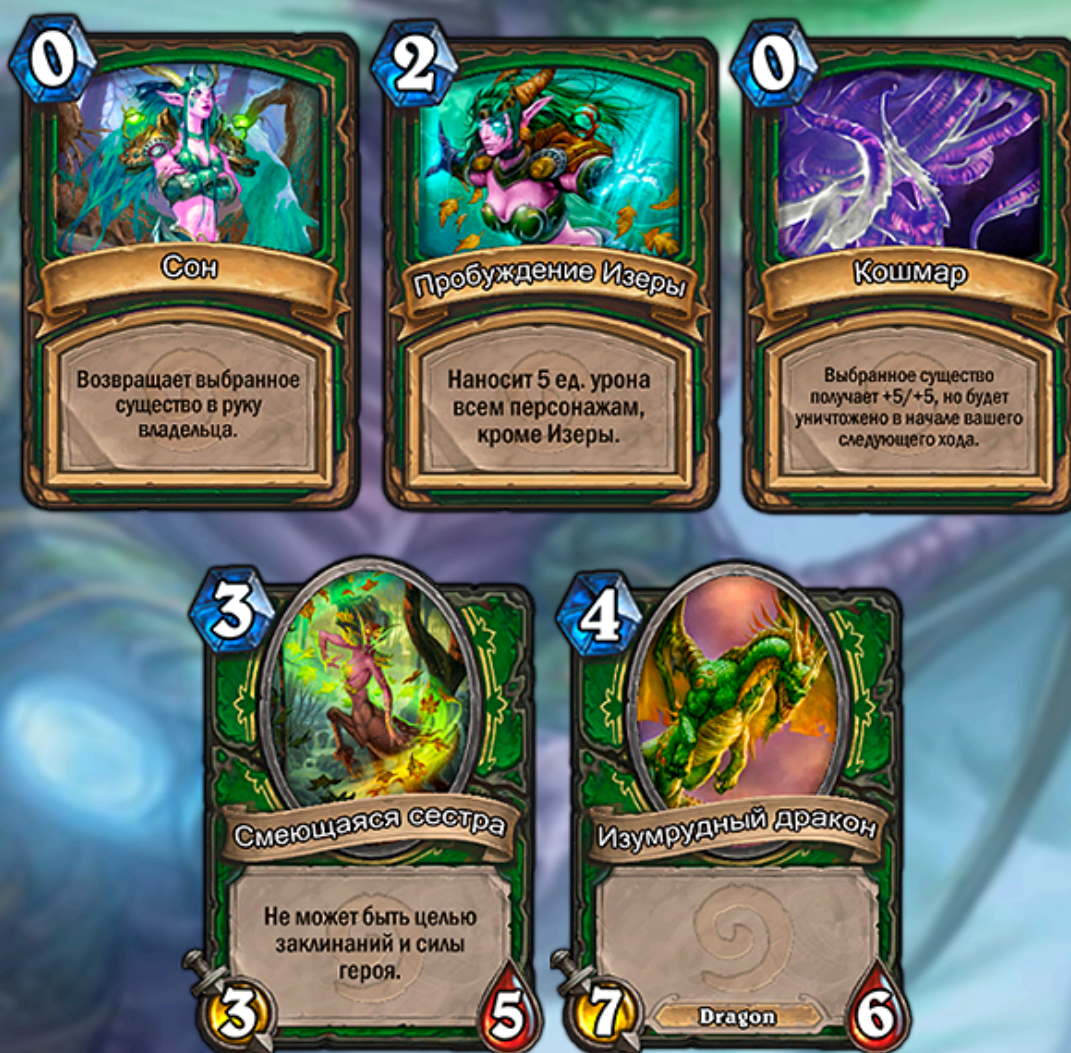 0
Сон
Возвращает выбранное
существо в руку
владельца.
2
Пробуждение Изеры
Наносит 5 ед. урона
всем персонажам,
кроме Изеры.
0
Кошмар
Выбранное существо
получает +5/+5, но будет
уничтожено в начале вашего
следующего хода.
3
Смеющаяся сестра
Не может быть целью
заклинаний и силы
героя.
3
5
4
Изумрудный дракон
7
Dragon
6